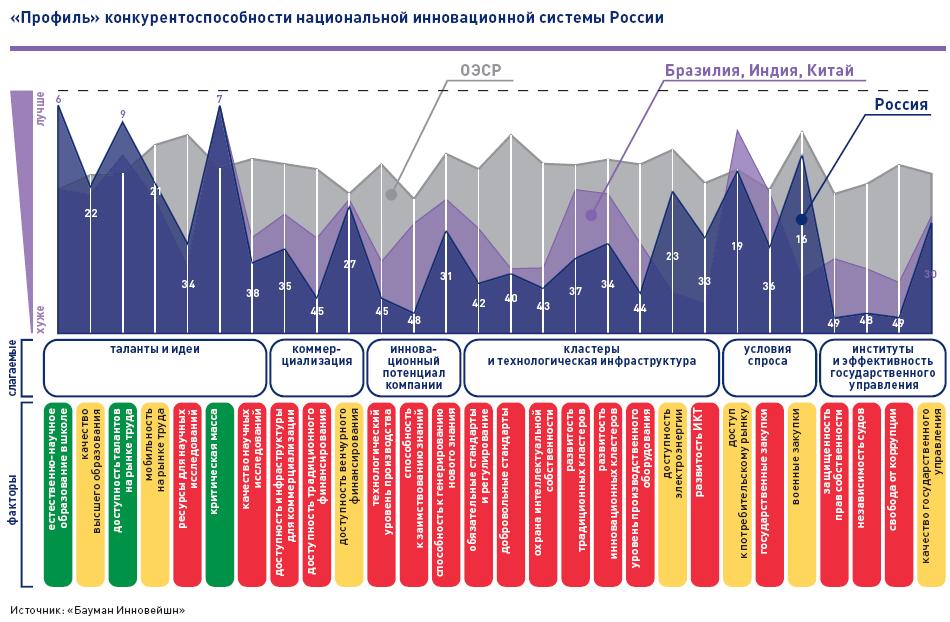 «Профиль» конкурентоспособности национальной инновационной системы России
ОЭСР
Бразилия, Индия, Китай
Россия
лучше
хуже
6
22
9
21
34
7
38
35
45
27
45
48
31
42
40
43
37
34
44
23
33
19
36
16
49
48
49
30
слагаемые
таланты и идеи
коммер-
циализация
иннова-
ционный
потенциал
компании
кластеры
и технологическая инфраструктура
условия
спроса
институты
и эффективность
государственного
управления
факторы
естественно-научное
образование в школе
качество
высшего образования
доступность талантов
на рынке труда
мобильность
на рынке труда
ресурсы для научных
исследований
критическая масса
качество научных
исследований
доступность инфраструктуры
для коммерциализации
доступность традиционного
финансирования
доступность венчурного
финансирования
технологический
уровень производства
способность
к заимствованию знаний
способность к генерированию
нового знания
обязательные стандарты
и регулирование
добровольные стандарты
охрана интеллектуальной
собственности
развитость
традиционных кластеров
развитость
инновационных кластеров
уровень производственного
оборудования
доступность
электроэнергии
развитость ИКТ
доступ
к потребительскому рынку
государственные закупки
военные закупки
защищенность
прав собственности
независимость судов
свобода от коррупции
качество государственного
управления
Источник: «Бауман Инновейшн»